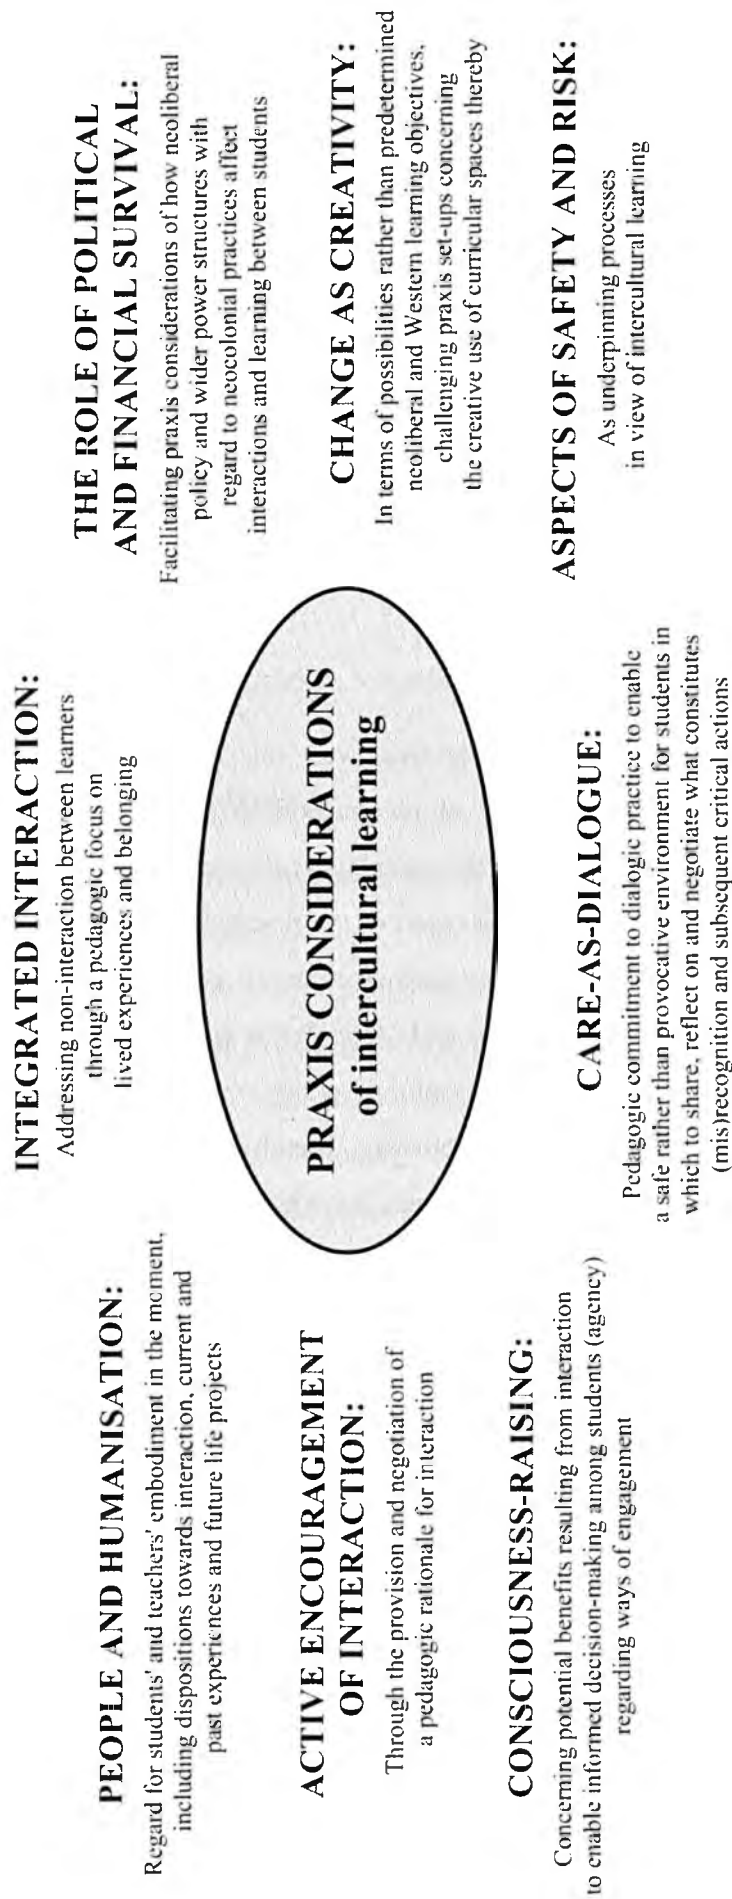 PEOPLE AND HUMANISATION:
Regard for students' and teachers' embodiment in the moment,
including dispositions towards interaction, current and
past experiences and future life projects
INTEGRATED INTERACTION:
Addressing non-interaction between learners
through a pedagogic focus on
lived experiences and belonging
THE ROLE OF POLITICAL
AND FINANCIAL SURVIVAL:
Facilitating praxis considerations of how neoliberal
policy and wider power structures with
regard to neocolonial practices affect
interactions and learning between students
ACTIVE ENCOURAGEMENT
OF INTERACTION:
Through the provision and negotiation of
a pedagogic rationale for interaction
PRAXIS CONSIDERATIONS
of intercultural learning
CHANGE AS CREATIVITY:
In terms of possibilities rather than predetermined
neoliberal and Western learning objectives,
challenging praxis set-ups concerning
the creative use of curricular spaces thereby
CONSCIOUSNESS-RAISING:
Concerning potential benefits resulting from interaction
to enable informed decision-making among students (agency)
regarding ways of engagement
CARE-AS-DIALOGUE:
Pedagogic commitment to dialogic practice to enable
a safe rather than provocative environment for students in
which to share, reflect on and negotiate what constitutes
(mis)recognition and subsequent critical actions
ASPECTS OF SAFETY AND RISK:
As underpinning processes
in view of intercultural learning